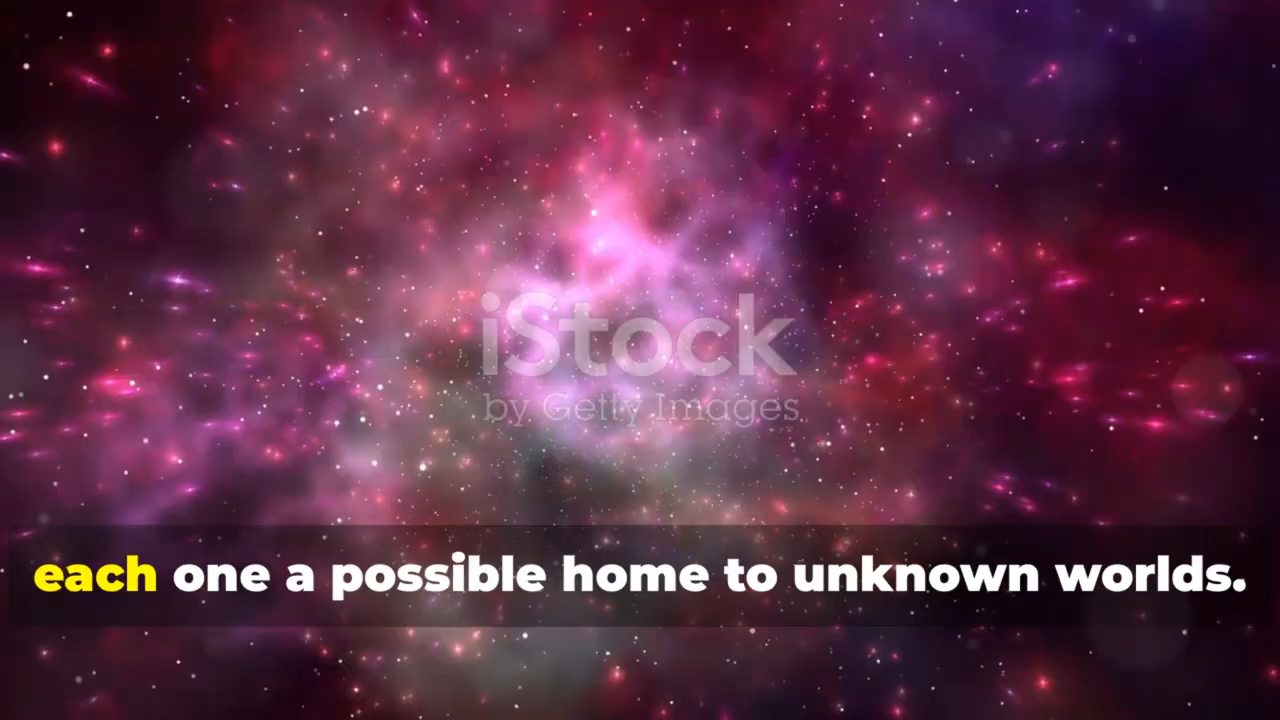 iStock
by Getty Images
each one a possible home to unknown worlds.